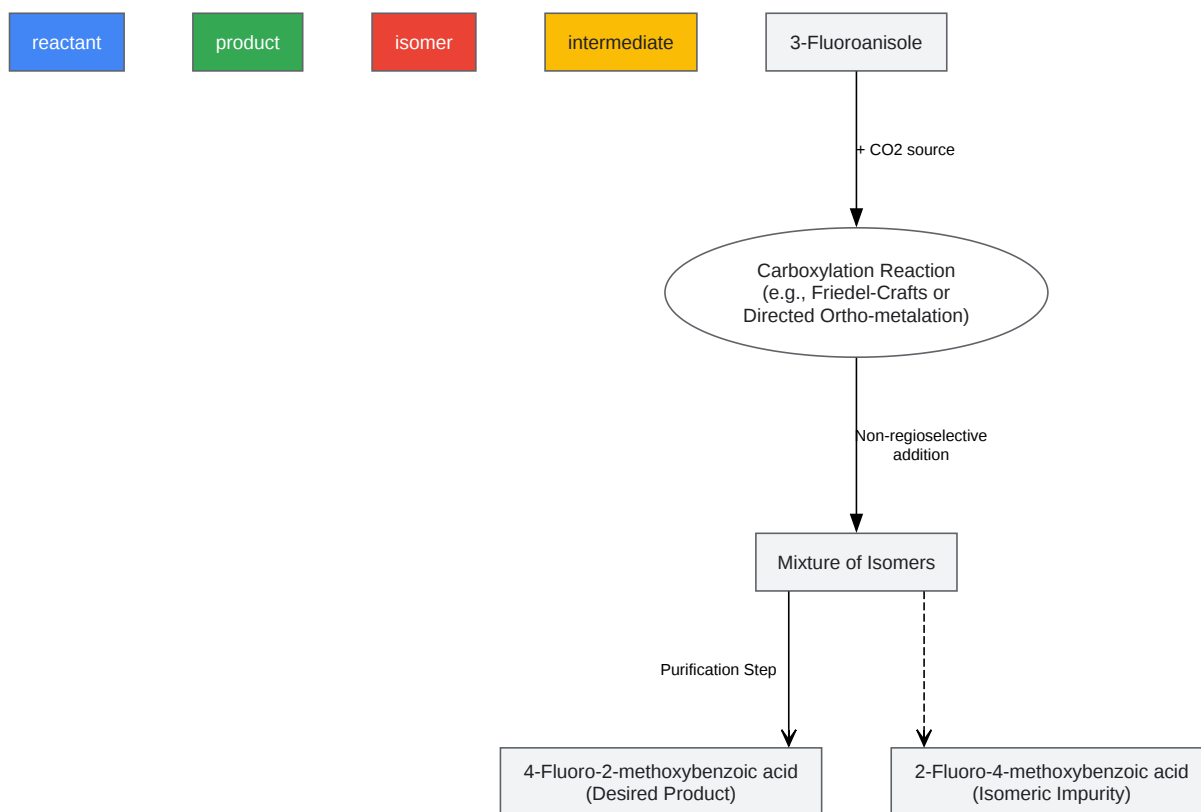 reactant
product
isomer
intermediate
3-Fluoroanisole
+ CO2 source
Carboxylation Reaction
(e.g., Friedel-Crafts or
Directed Ortho-metalation)
Non-regioselective
addition
Mixture of Isomers
Purification Step
4-Fluoro-2-methoxybenzoic acid
(Desired Product)
2-Fluoro-4-methoxybenzoic acid
(Isomeric Impurity)